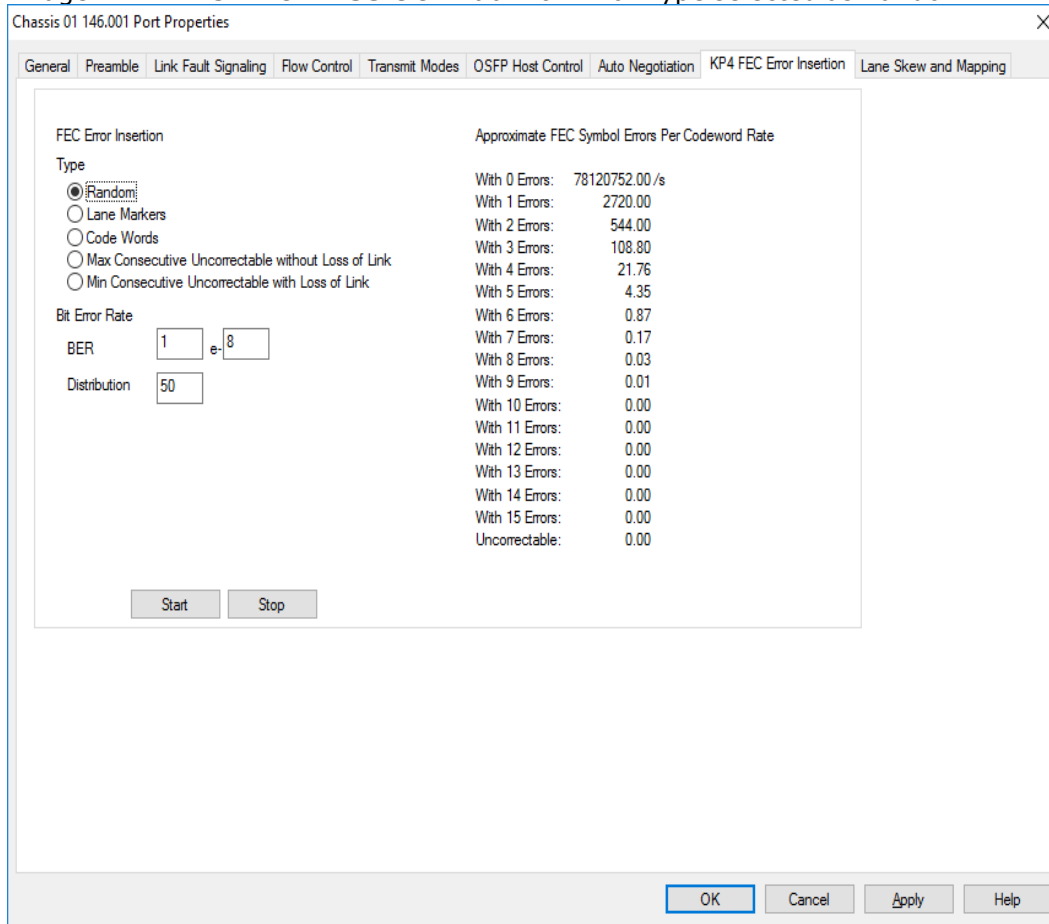 Chassis 01 146.001 Port Properties
General Preamble Link Fault Signaling Flow Control Transmit Modes OSFP Host Control Auto Negotiation KP4 FEC Error Insertion Lane Skew and Mapping
FEC Error Insertion
Type
Random
Lane Markers
Code Words
Max Consecutive Uncorrectable without Loss of Link
Min Consecutive Uncorrectable with Loss of Link
Bit Error Rate
BER 1 e- 8
Distribution 50
Start Stop
Approximate FEC Symbol Errors Per Codeword Rate
With 0 Errors: 78120752.00 /s
With 1 Errors: 2720.00
With 2 Errors: 544.00
With 3 Errors: 108.80
With 4 Errors: 21.76
With 5 Errors: 4.35
With 6 Errors: 0.87
With 7 Errors: 0.17
With 8 Errors: 0.03
With 9 Errors: 0.01
With 10 Errors: 0.00
With 11 Errors: 0.00
With 12 Errors: 0.00
With 13 Errors: 0.00
With 14 Errors: 0.00
With 15 Errors: 0.00
Uncorrectable: 0.00
OK Cancel Apply Help